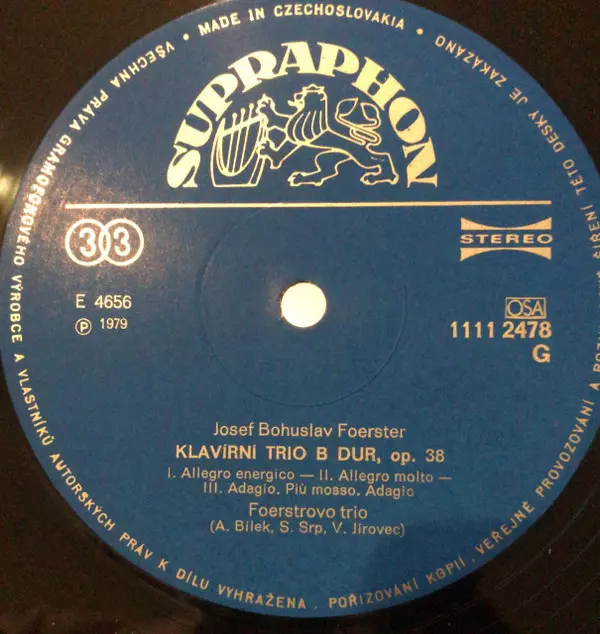 VŠECHNA PRÁVA GRAMOFONOVÉHO VÝROBCE A VLASTNÍKŮ AUTORSKÝCH PRÁV K DÍLU VYHRAŽENA. POŘIZOVÁNÍ KOPIÍ, VEŘEJNÉ PROVOZOVÁNÍ A ŠÍŘENÍ TÉTO DESKY JE ZAKÁZÁNO
• MADE IN CZECHOSLOVAKIA •
SUPRAPHON
33
STEREO
E 4656
℗ 1979
OSA
1111 2478
G
Josef Bohuslav Foerster
KLAVÍRNÍ TRIO B DUR, op. 38
I. Allegro energico — II. Allegro molto —
III. Adagio. Più mosso. Adagio
Foerstrovo trio
(A. Bílek, S. Srp, V. Jírovec)